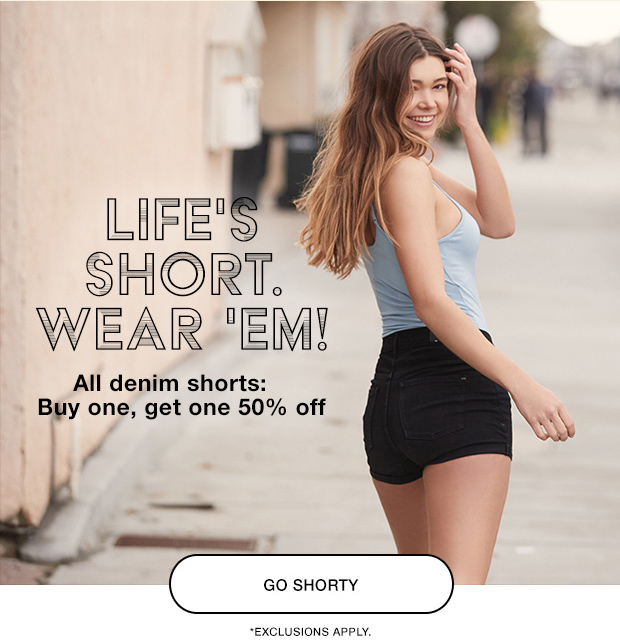 LIFE'S
SHORT.
WEAR 'EM!
All denim shorts:
Buy one, get one 50% off
GO SHORTY
*EXCLUSIONS APPLY.